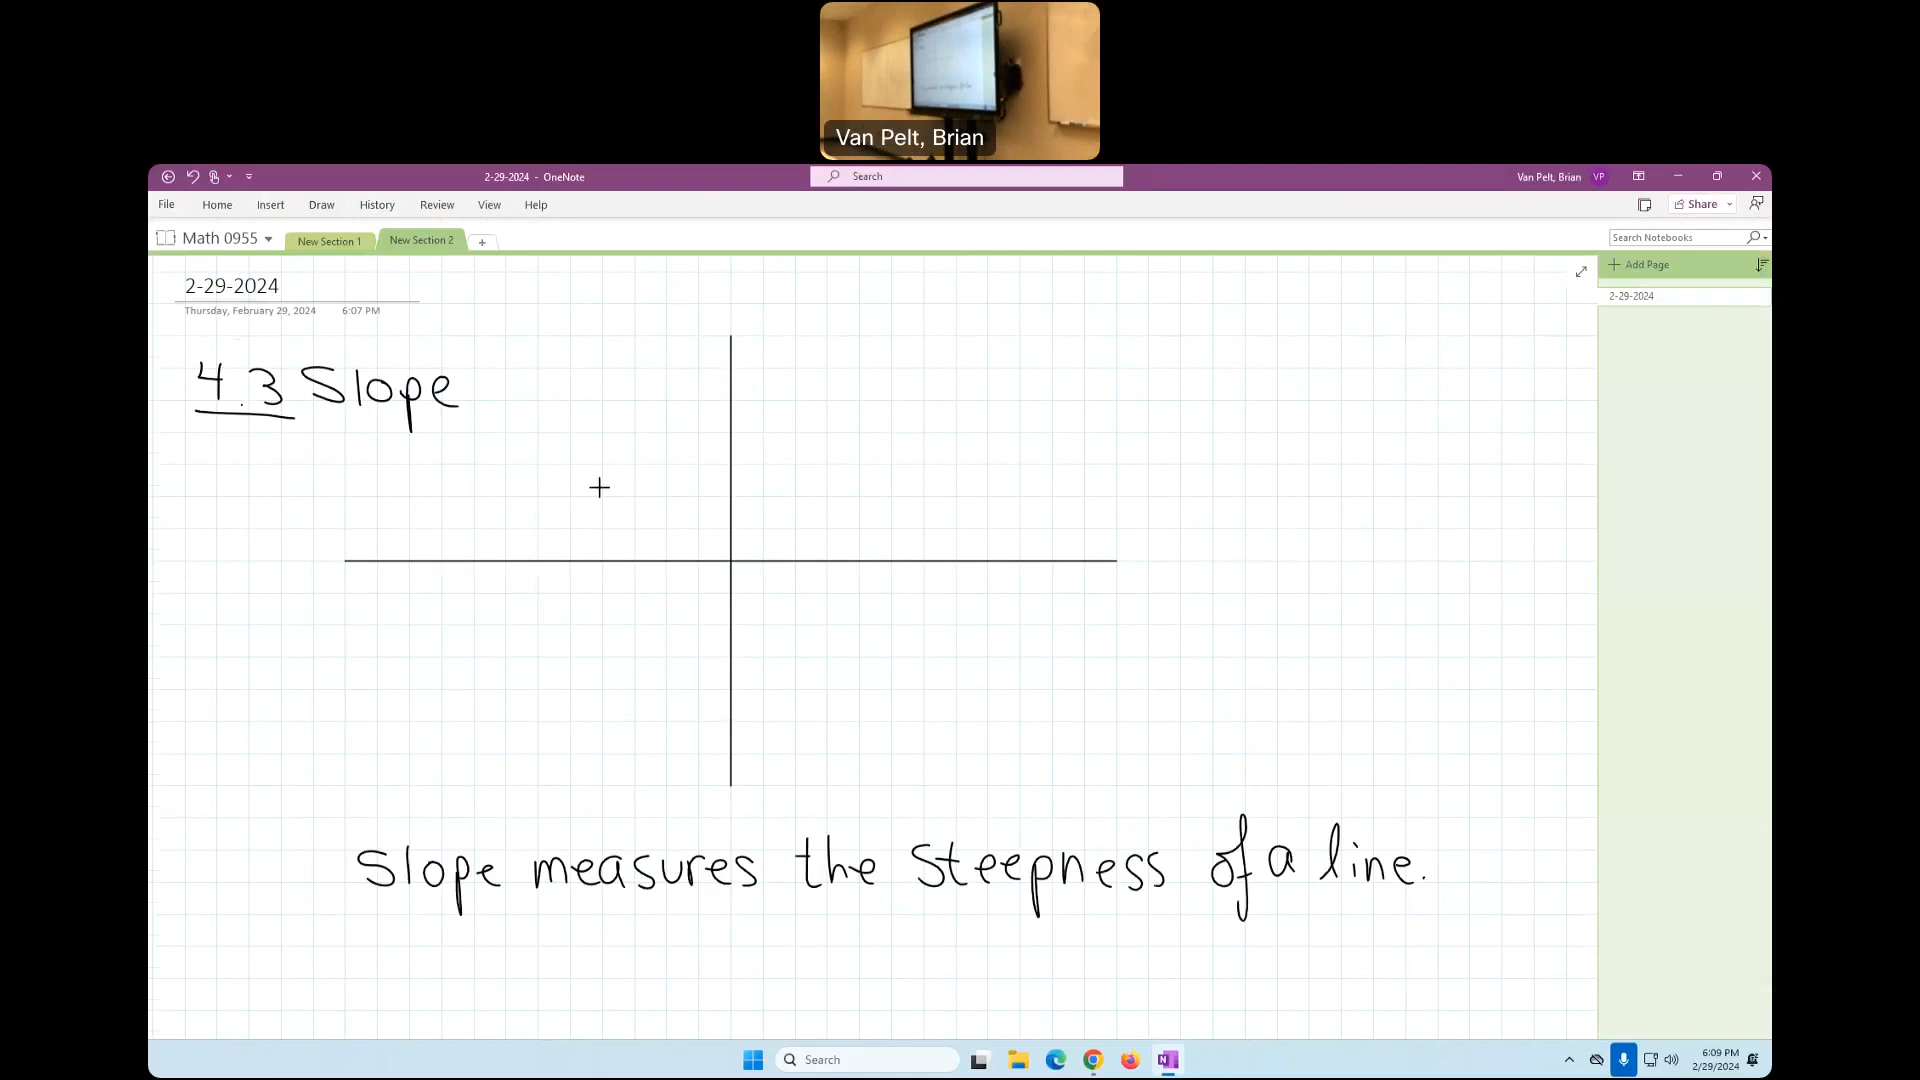 Van Pelt, Brian
2-29-2024 - OneNote
Search
Van Pelt, Brian VP
File Home Insert Draw History Review View Help
Share
Math 0955 New Section 1 New Section 2 +
Search Notebooks
2-29-2024
Add Page
Thursday, February 29, 2024 6:07 PM
2-29-2024
4.3 Slope
Slope measures the Steepness of a line.
Search
6:09 PM
2/29/2024